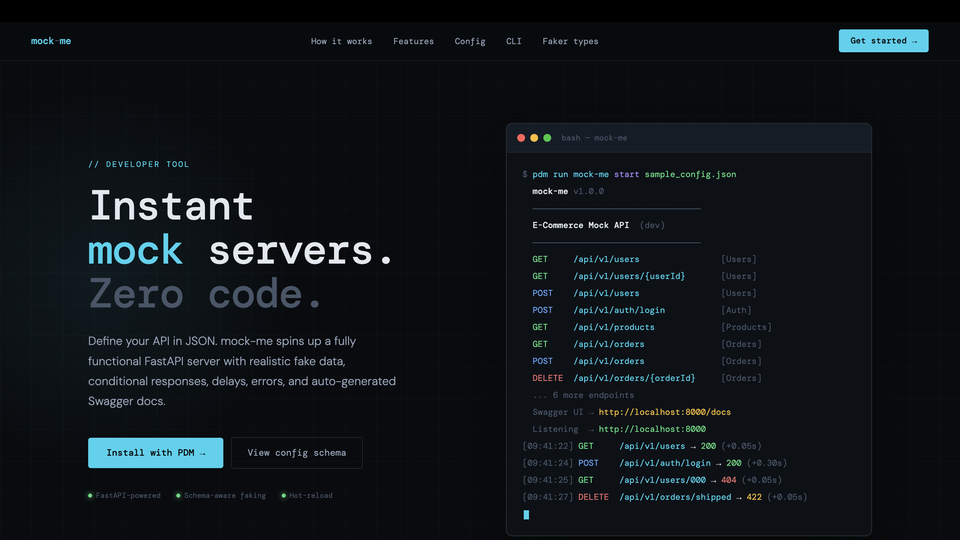 mock-me
How it works
Features
Config
CLI
Faker types
Get started →
// DEVELOPER TOOL
Instant
mock servers.
Zero code.
Define your API in JSON. mock-me spins up a fully
functional FastAPI server with realistic fake data,
conditional responses, delays, errors, and auto-generated
Swagger docs.
Install with PDM →
View config schema
FastAPI-powered
Schema-aware faking
Hot-reload
bash — mock-me
$ pdm run mock-me start sample_config.json
mock-me v1.0.0
E-Commerce Mock API (dev)
GET /api/v1/users [Users]
GET /api/v1/users/{userId} [Users]
POST /api/v1/users [Users]
POST /api/v1/auth/login [Auth]
GET /api/v1/products [Products]
GET /api/v1/orders [Orders]
POST /api/v1/orders [Orders]
DELETE /api/v1/orders/{orderId} [Orders]
... 6 more endpoints
Swagger UI → http://localhost:8000/docs
Listening → http://localhost:8000
[09:41:22] GET /api/v1/users → 200 (+0.05s)
[09:41:24] POST /api/v1/auth/login → 200 (+0.30s)
[09:41:25] GET /api/v1/users/000 → 404 (+0.05s)
[09:41:27] DELETE /api/v1/orders/shipped → 422 (+0.05s)